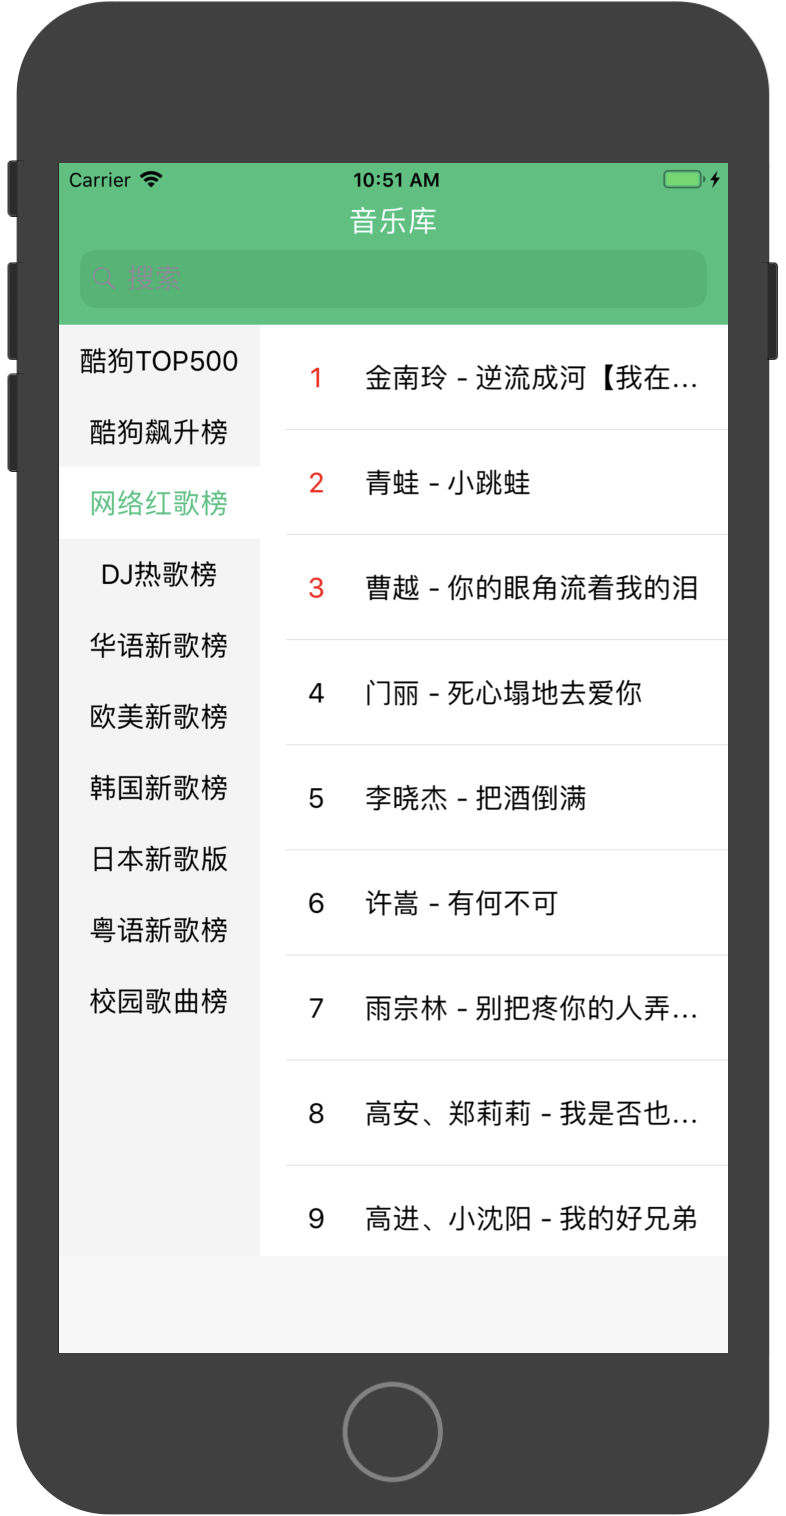 Carrier 10:51 AM
音乐库
搜索
酷狗TOP500
酷狗飙升榜
网络红歌榜
DJ热歌榜
华语新歌榜
欧美新歌榜
韩国新歌榜
日本新歌版
粤语新歌榜
校园歌曲榜
1 金南玲 - 逆流成河【我在...
2 青蛙 - 小跳蛙
3 曹越 - 你的眼角流着我的泪
4 门丽 - 死心塌地去爱你
5 李晓杰 - 把酒倒满
6 许嵩 - 有何不可
7 雨宗林 - 别把疼你的人弄...
8 高安、郑莉莉 - 我是否也...
9 高进、小沈阳 - 我的好兄弟